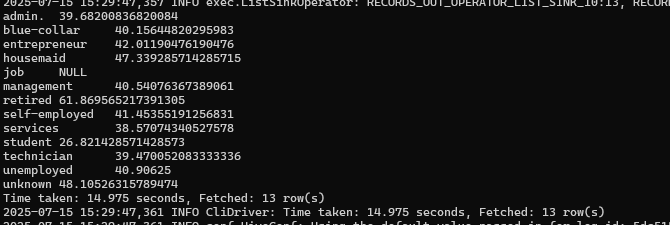 2025-07-15 15:29:47,357 INFO exec.ListSinkOperator: RECORDS_OUT_OPERATOR_LIST_SINK_10:13, RECORD
admin.  39.68200836820084
blue-collar     40.15644820295983
entrepreneur    42.01190476190476
housemaid       47.339285714285715
job     NULL
management      40.54076367389061
retired 61.869565217391305
self-employed   41.45355191256831
services        38.57074340527578
student 26.821428571428573
technician      39.470052083333336
unemployed      40.90625
unknown 48.10526315789474
Time taken: 14.975 seconds, Fetched: 13 row(s)
2025-07-15 15:29:47,361 INFO CliDriver: Time taken: 14.975 seconds, Fetched: 13 row(s)